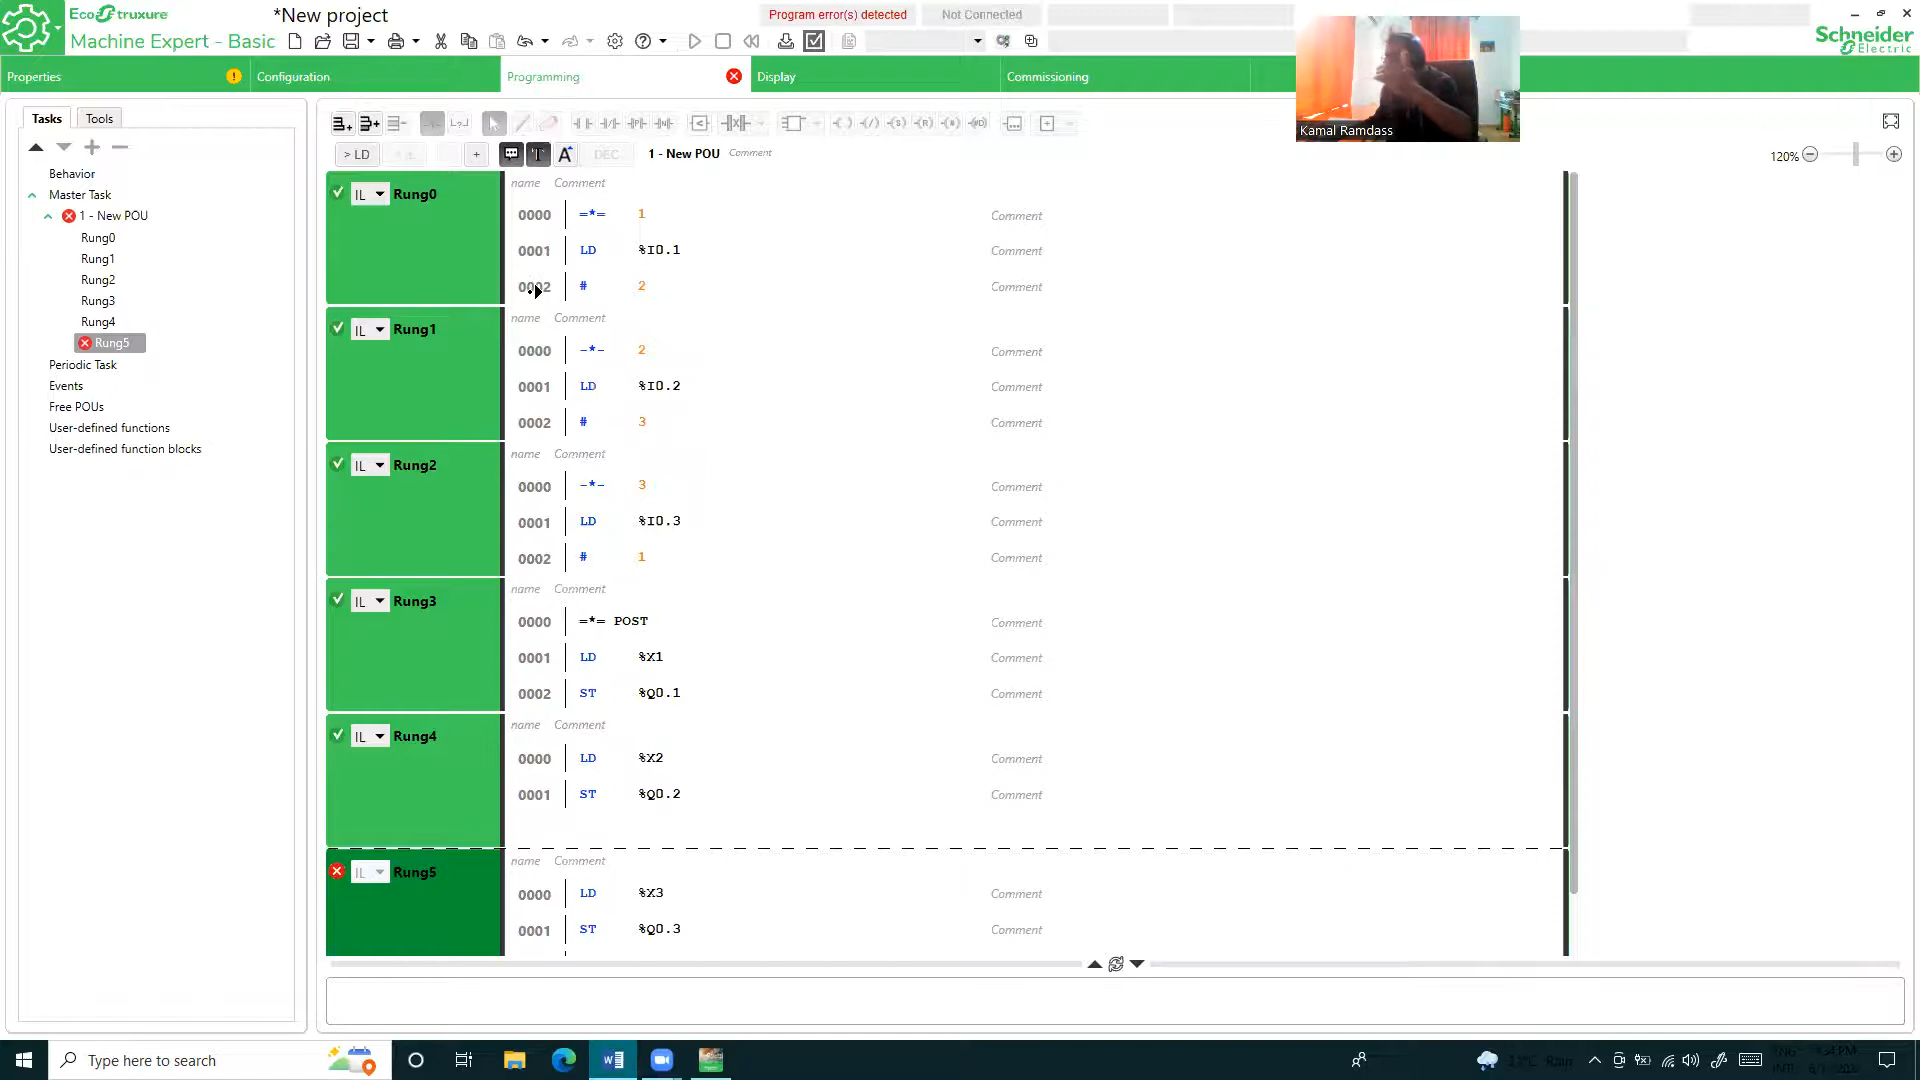 EcoStruxure
Machine Expert - Basic
*New project
Program error(s) detected
Not Connected
Schneider
Electric
Properties
Configuration
Programming
Display
Commissioning
Kamal Ramdass
Tasks
Tools
Behavior
Master Task
1 - New POU
Rung0
Rung1
Rung2
Rung3
Rung4
Rung5
Periodic Task
Events
Free POUs
User-defined functions
User-defined function blocks
> LD
DEC
1 - New POU Comment
120%
IL Rung0
name Comment
0000 =*= 1 Comment
0001 LD %I0.1 Comment
0002 # 2 Comment
IL Rung1
name Comment
0000 -*- 2 Comment
0001 LD %I0.2 Comment
0002 # 3 Comment
IL Rung2
name Comment
0000 -*- 3 Comment
0001 LD %I0.3 Comment
0002 # 1 Comment
IL Rung3
name Comment
0000 =*= POST Comment
0001 LD %X1 Comment
0002 ST %Q0.1 Comment
IL Rung4
name Comment
0000 LD %X2 Comment
0001 ST %Q0.2 Comment
IL Rung5
name Comment
0000 LD %X3 Comment
0001 ST %Q0.3 Comment
Type here to search
Rain